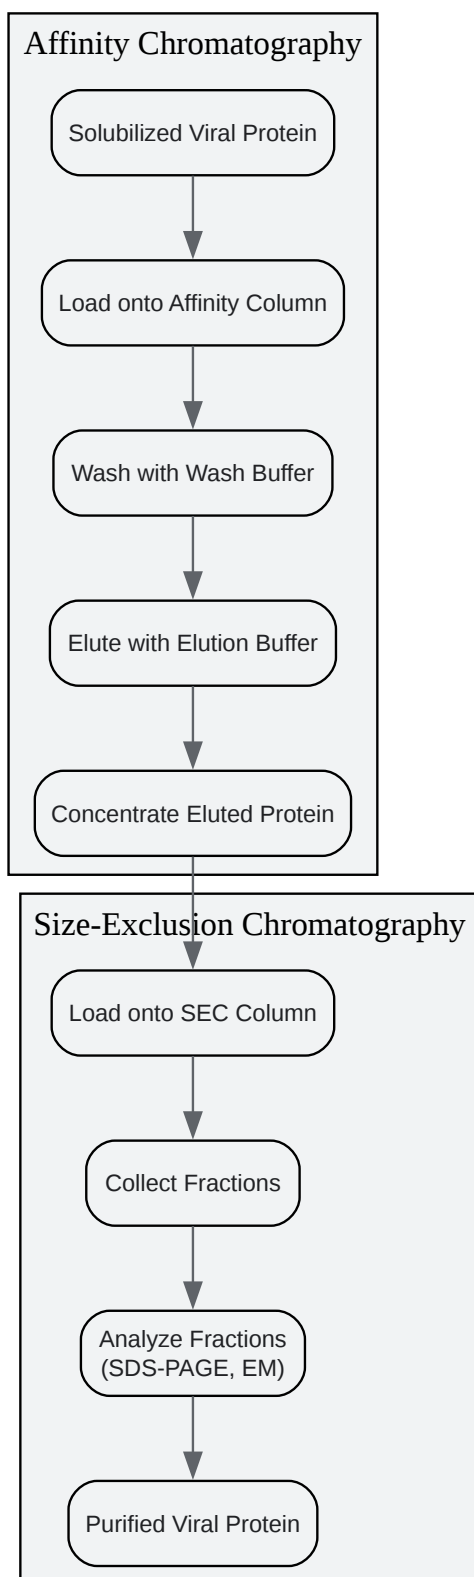 Affinity Chromatography
Solubilized Viral Protein
Load onto Affinity Column
Wash with Wash Buffer
Elute with Elution Buffer
Concentrate Eluted Protein
Size-Exclusion Chromatography
Load onto SEC Column
Collect Fractions
Analyze Fractions
(SDS-PAGE, EM)
Purified Viral Protein